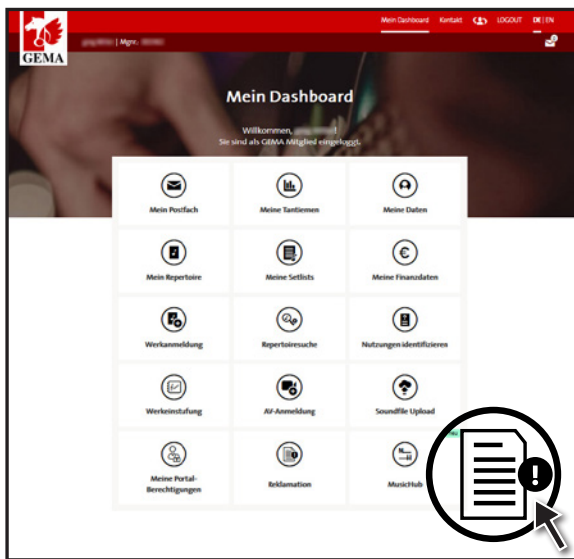 Mein Dashboard Kontakt LOGOUT DE | EN
GEMA
| Mgnr.
Mein Dashboard
Willkommen, !
Sie sind als GEMA Mitglied eingeloggt.
Mein Postfach Meine Tantiemen Meine Daten
Mein Repertoire Meine Setlists Meine Finanzdaten
Werkanmeldung Repertoiresuche Nutzungen identifizieren
Werkeinstufung AV-Anmeldung Soundfile Upload
Meine Portal-
Berechtigungen Reklamation MusicHub